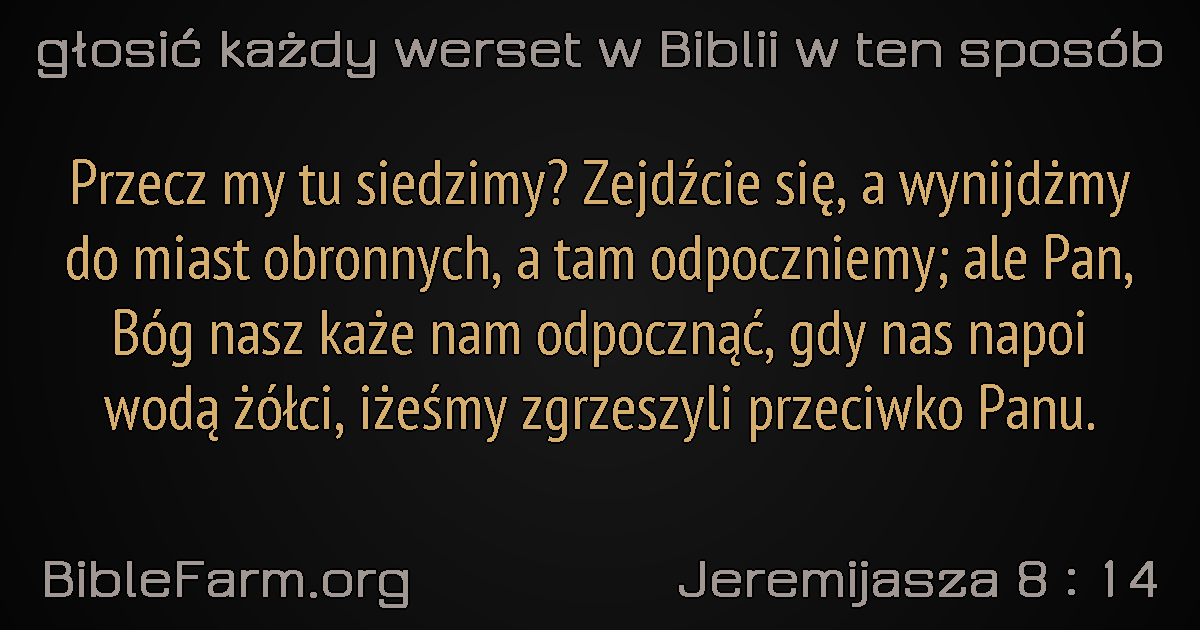 głosić każdy werset w Biblii w ten sposób
Przecz my tu siedzimy? Zejdźcie się, a wynijdżmy
do miast obronnych, a tam odpoczniemy; ale Pan,
Bóg nasz każe nam odpocznąć, gdy nas napoi
wodą żółci, iżeśmy zgrzeszyli przeciwko Panu.
BibleFarm.org
Jeremijasza 8 : 14